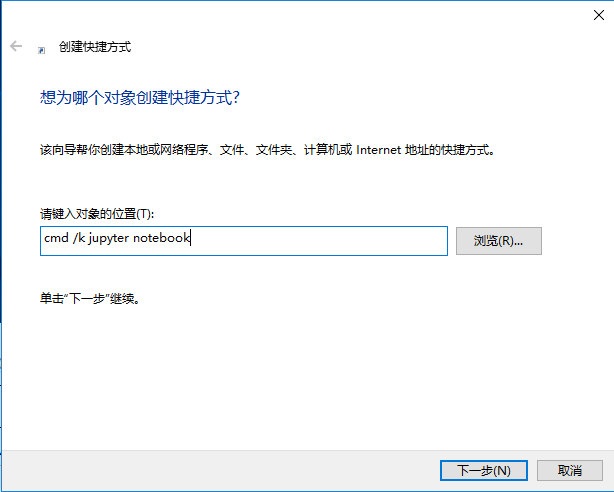 创建快捷方式
想为哪个对象创建快捷方式?
该向导帮你创建本地或网络程序、文件、文件夹、计算机或 Internet 地址的快捷方式。
请键入对象的位置(T):
cmd /k jupyter notebook
浏览(R)...
单击"下一步"继续。
下一步(N)
取消